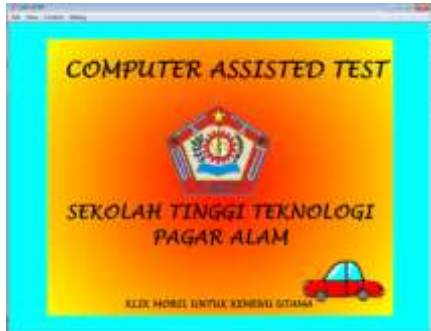 COMPUTER ASSISTED TEST
SEKOLAH TINGGI TEKNOLOGI
PAGAR ALAM
KLIK MOBIL UNTUK KEMENU UTAMA